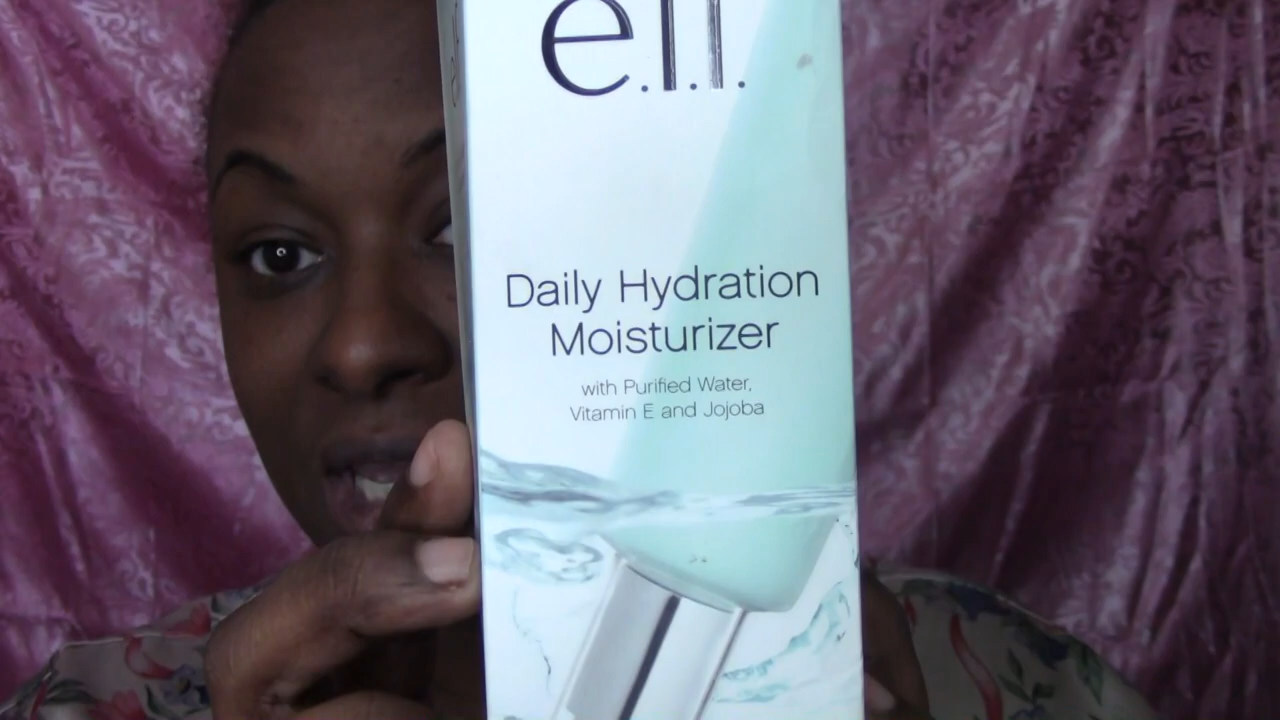 e.l.f.
Daily Hydration
Moisturizer
with Purified Water,
Vitamin E and Jojoba